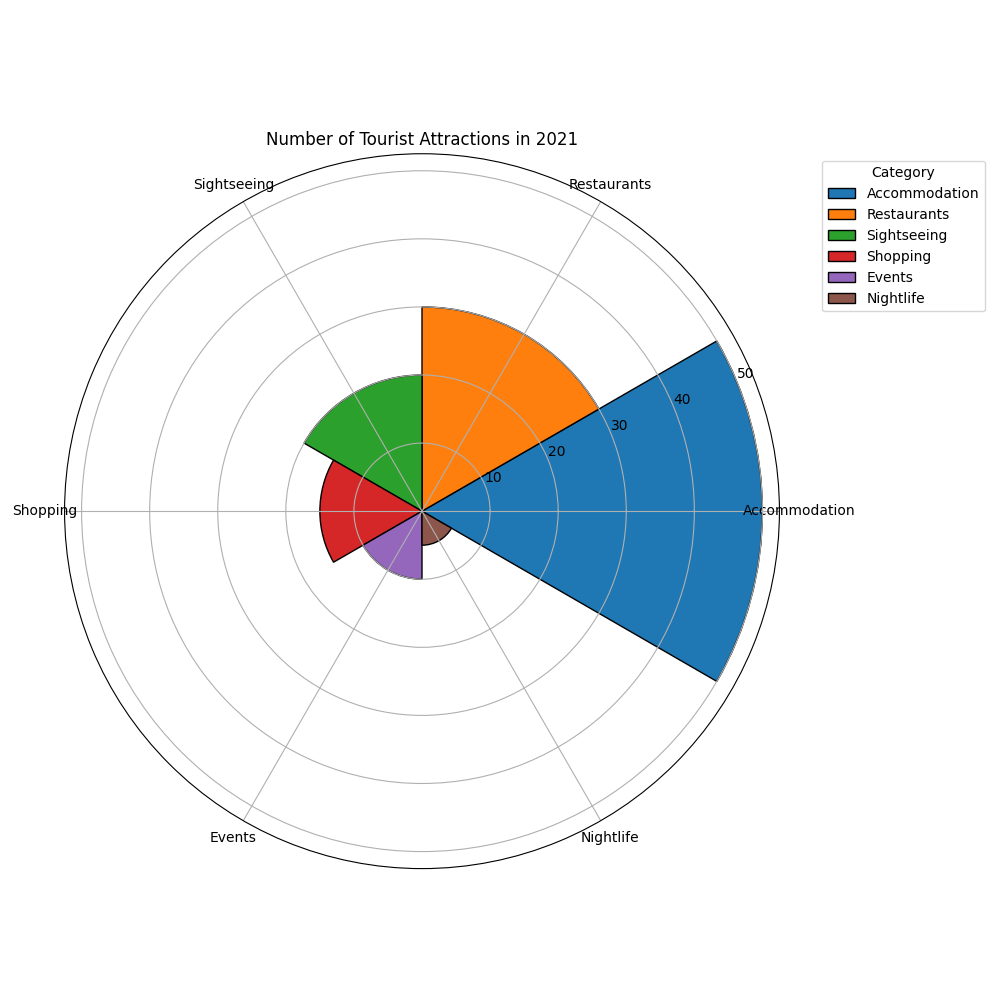 Number of Tourist Attractions in 2021
Category
Accommodation
Restaurants
Sightseeing
Shopping
Events
Nightlife
Sightseeing
Restaurants
50
40
30
20
10
Shopping
Accommodation
Events
Nightlife